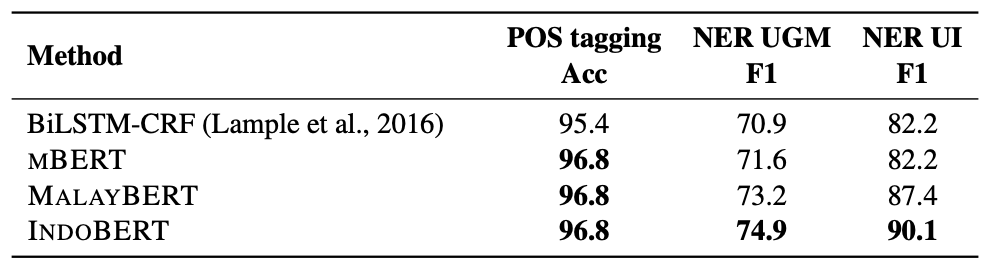 Method POS tagging Acc NER UGM F1 NER UI F1
BiLSTM-CRF (Lample et al., 2016) 95.4 70.9 82.2
MBERT 96.8 71.6 82.2
MALAYBERT 96.8 73.2 87.4
INDOBERT 96.8 74.9 90.1